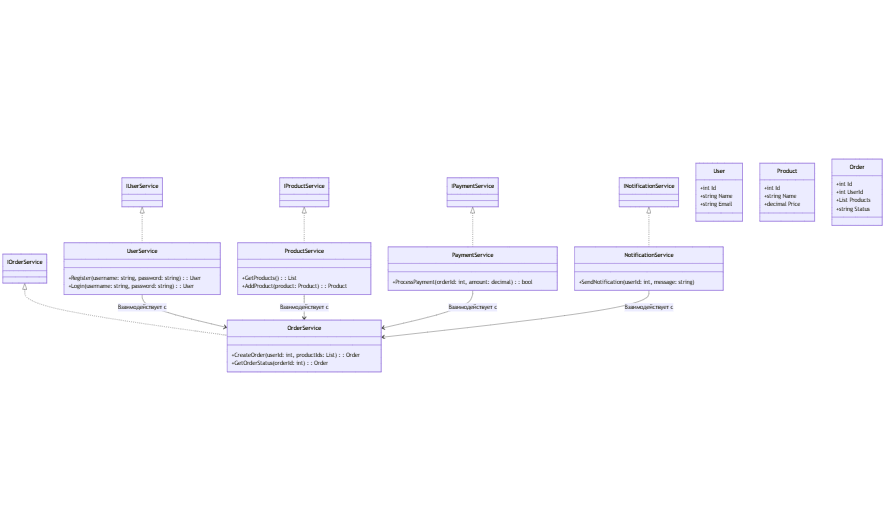 IUserService
IProductService
IPaymentService
INotificationService
User
+int Id
+string Name
+string Email
Product
+int Id
+string Name
+decimal Price
Order
+int Id
+int UserId
+List Products
+string Status
IOrderService
UserService
+Register(username: string, password: string) : : User
+Login(username: string, password: string) : : User
ProductService
+GetProducts() : : List
+AddProduct(product: Product) : : Product
PaymentService
+ProcessPayment(orderId: int, amount: decimal) : : bool
NotificationService
+SendNotification(userId: int, message: string)
Взаимодействует с
Взаимодействует с
Взаимодействует с
Взаимодействует с
OrderService
+CreateOrder(userId: int, productIds: List) : : Order
+GetOrderStatus(orderId: int) : : Order